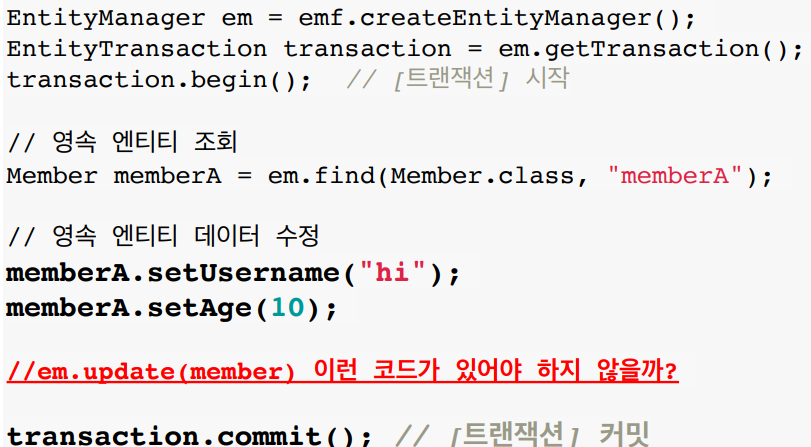 EntityManager em = emf.createEntityManager();
EntityTransaction transaction = em.getTransaction();
transaction.begin(); // [트랜잭션] 시작
// 영속 엔티티 조회
Member memberA = em.find(Member.class, "memberA");
// 영속 엔티티 데이터 수정
memberA.setUsername("hi");
memberA.setAge(10);
//em.update(member) 이런 코드가 있어야 하지 않을까?
transaction.commit(); // [트랜잭션] 커밋